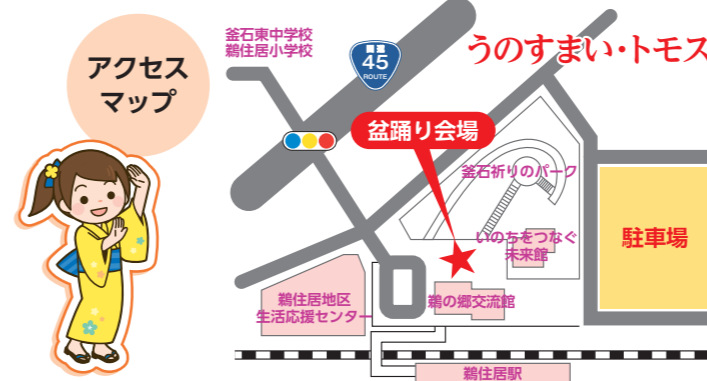 アクセス
マップ
釜石東中学校
鵜住居小学校
国道
45
ROUTE
うのすまい・トモス
盆踊り会場
釜石祈りのパーク
いのちをつなぐ
未来館
駐車場
鵜住居地区
生活応援センター
鵜の郷交流館
鵜住居駅